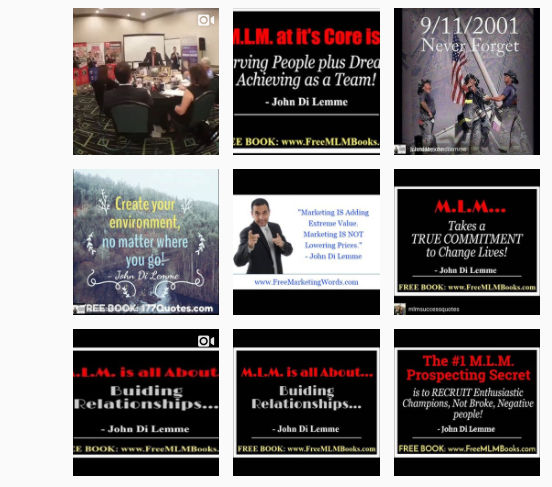 M.L.M. at it's Core is
rving People plus Drea
Achieving as a Team!
- John Di Lemme
EE BOOK: www.FreeMLMBooks.
9/11/2001
Never Forget
Create your
environment,
no matter where
you go!
- John Di Lemme
FREE BOOK: 177Quotes.com
"Marketing IS Adding
Extreme Value.
Marketing IS NOT
Lowering Prices."
- John Di Lemme
www.FreeMarketingWords.com
M.L.M...
Takes a
TRUE COMMITMENT
to Change Lives!
- John Di Lemme
FREE BOOK: www.FreeMLMBooks.com
mlmsuccessquotes
M.L.M. is all About.
Buiding
Relationships...
- John Di Lemme
E BOOK: www.FreeMLMBooks.c
M.L.M. is all About...
Buiding
Relationships...
- John Di Lemme
FREE BOOK: www.FreeMLMBooks.com
The #1 M.L.M.
Prospecting Secret
is to RECRUIT Enthusiastic
Champions, Not Broke, Negative
people!
- John Di Lemme
FREE BOOK: www.FreeMLMBooks.com